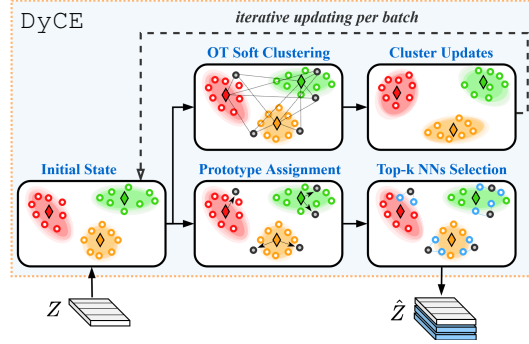 DyCE
iterative updating per batch
OT Soft Clustering
Cluster Updates
Initial State
Prototype Assignment
Top-k NNs Selection
Z
Ẑ